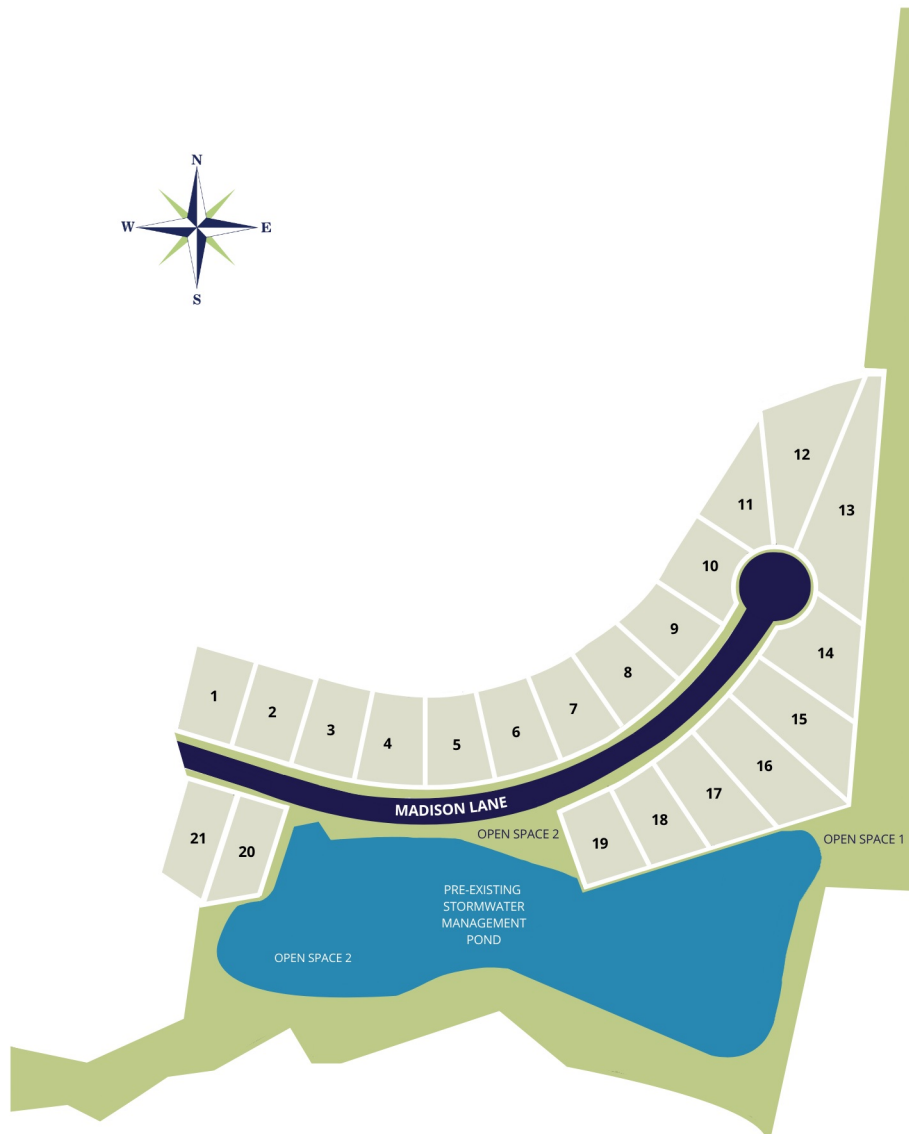 N
W
E
S
12
11
13
10
9
14
8
1
2
7
15
3
6
4
5
16
17
MADISON LANE
18
OPEN SPACE 2
21
19
OPEN SPACE 1
20
PRE-EXISTING
STORMWATER
MANAGEMENT
POND
OPEN SPACE 2